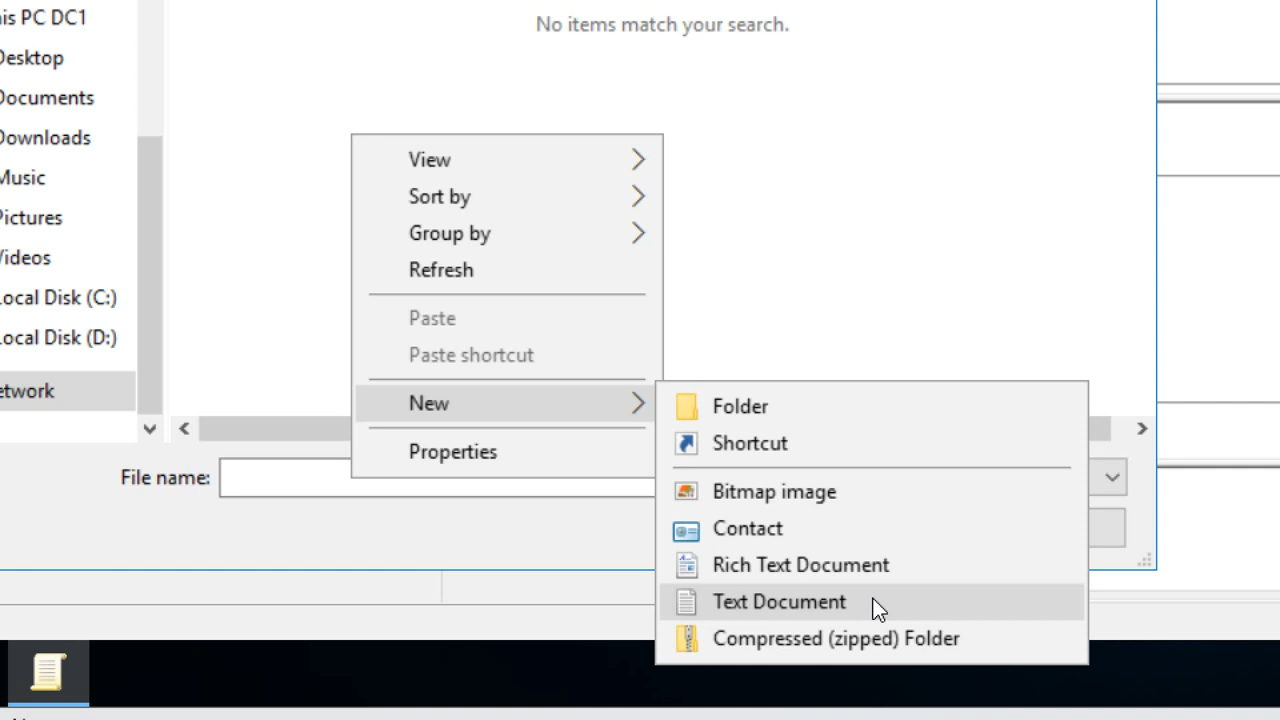 is PC DC1
No items match your search.
Desktop
Documents
Downloads
Music
Pictures
Videos
Local Disk (C:)
Local Disk (D:)
etwork
View
Sort by
Group by
Refresh
Paste
Paste shortcut
New
Properties
Folder
Shortcut
Bitmap image
Contact
Rich Text Document
Text Document
Compressed (zipped) Folder
File name: